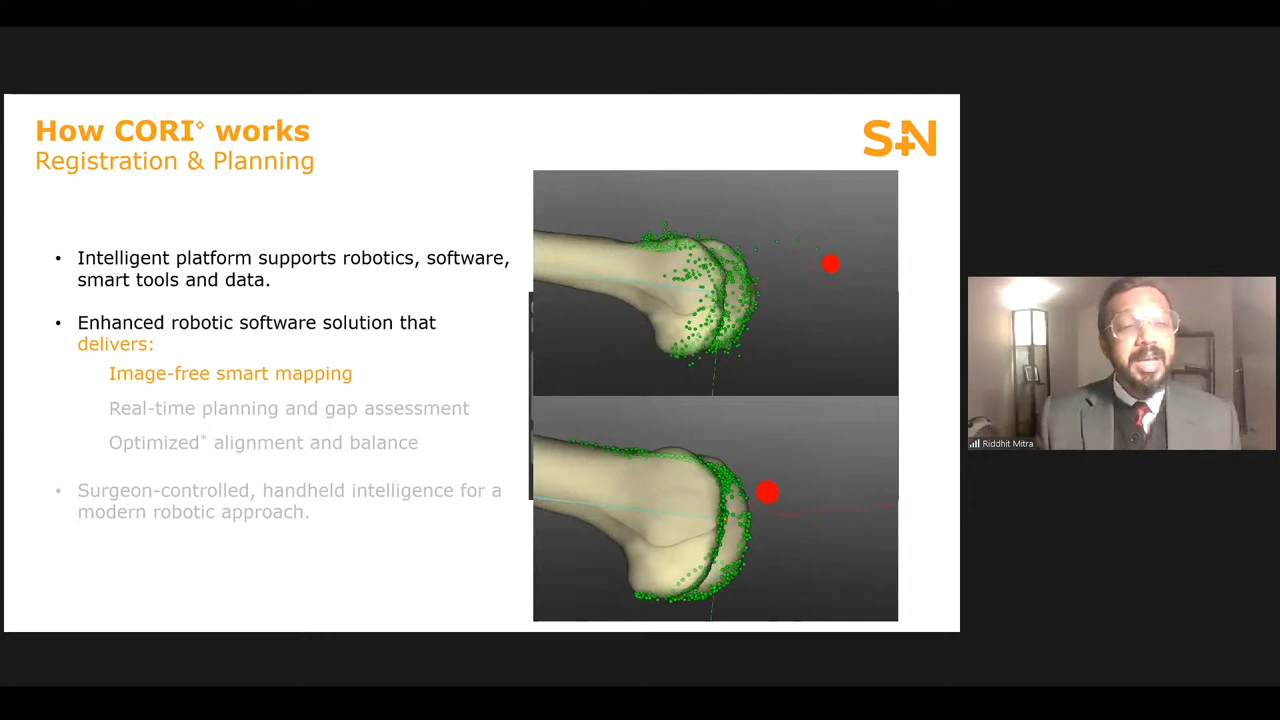 How CORI◊ works
Registration & Planning
S+N
• Intelligent platform supports robotics, software,
smart tools and data.
• Enhanced robotic software solution that
delivers:
Image-free smart mapping
Real-time planning and gap assessment
Optimized* alignment and balance
• Surgeon-controlled, handheld intelligence for a
modern robotic approach.
Riddhit Mitra